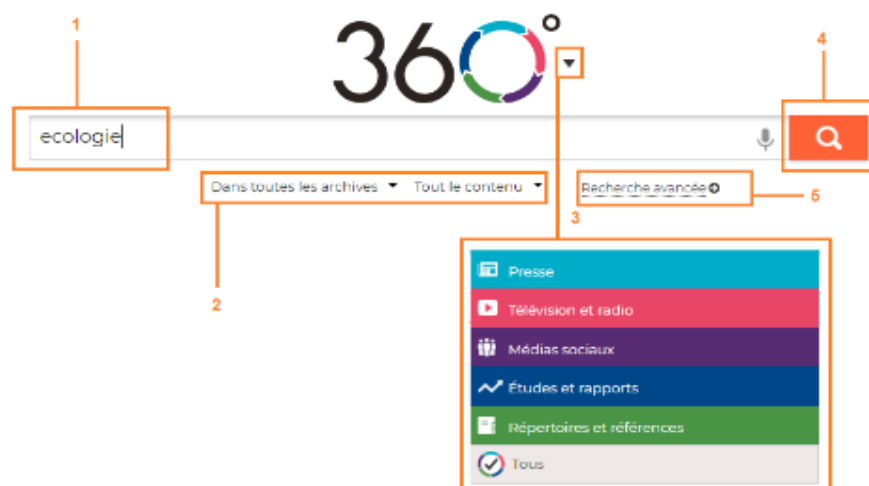 1
360°
4
ecologie
Dans toutes les archives Tout le contenu Recherche avancée
5
3
2
Presse
Télévision et radio
Médias sociaux
Études et rapports
Répertoires et références
Tous